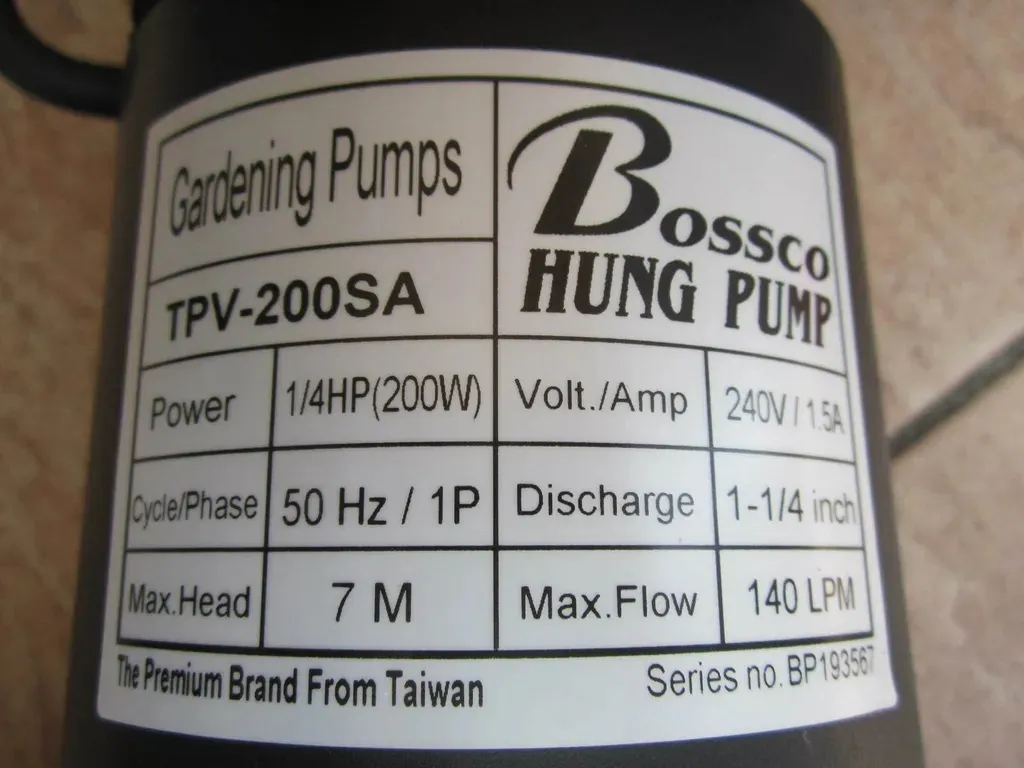 Gardening Pumps
TPV-200SA
Bossco
HUNG PUMP
Power 1/4HP(200W) Volt./Amp 240V / 1.5A
Cycle/Phase 50 Hz / 1P Discharge 1-1/4 inch
Max.Head 7 M Max.Flow 140 LPM
The Premium Brand From Taiwan Series no. BP193567